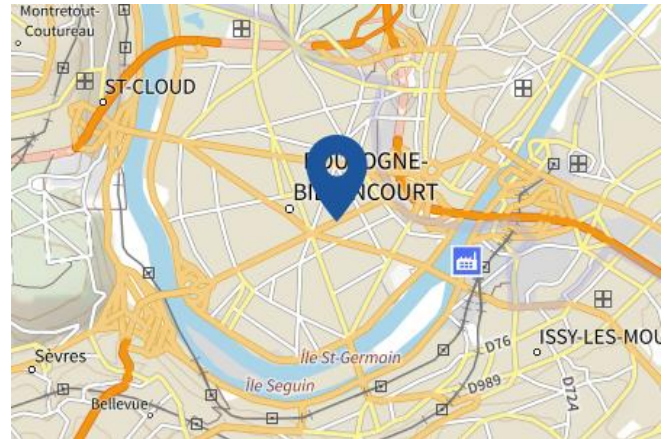 Montretout-
Coutureau
ST-CLOUD
BOULOGNE-
BILLANCOURT
Île St-Germain
Île Seguin
D76
ISSY-LES-MOU
Sèvres
D989
D72A
Bellevue